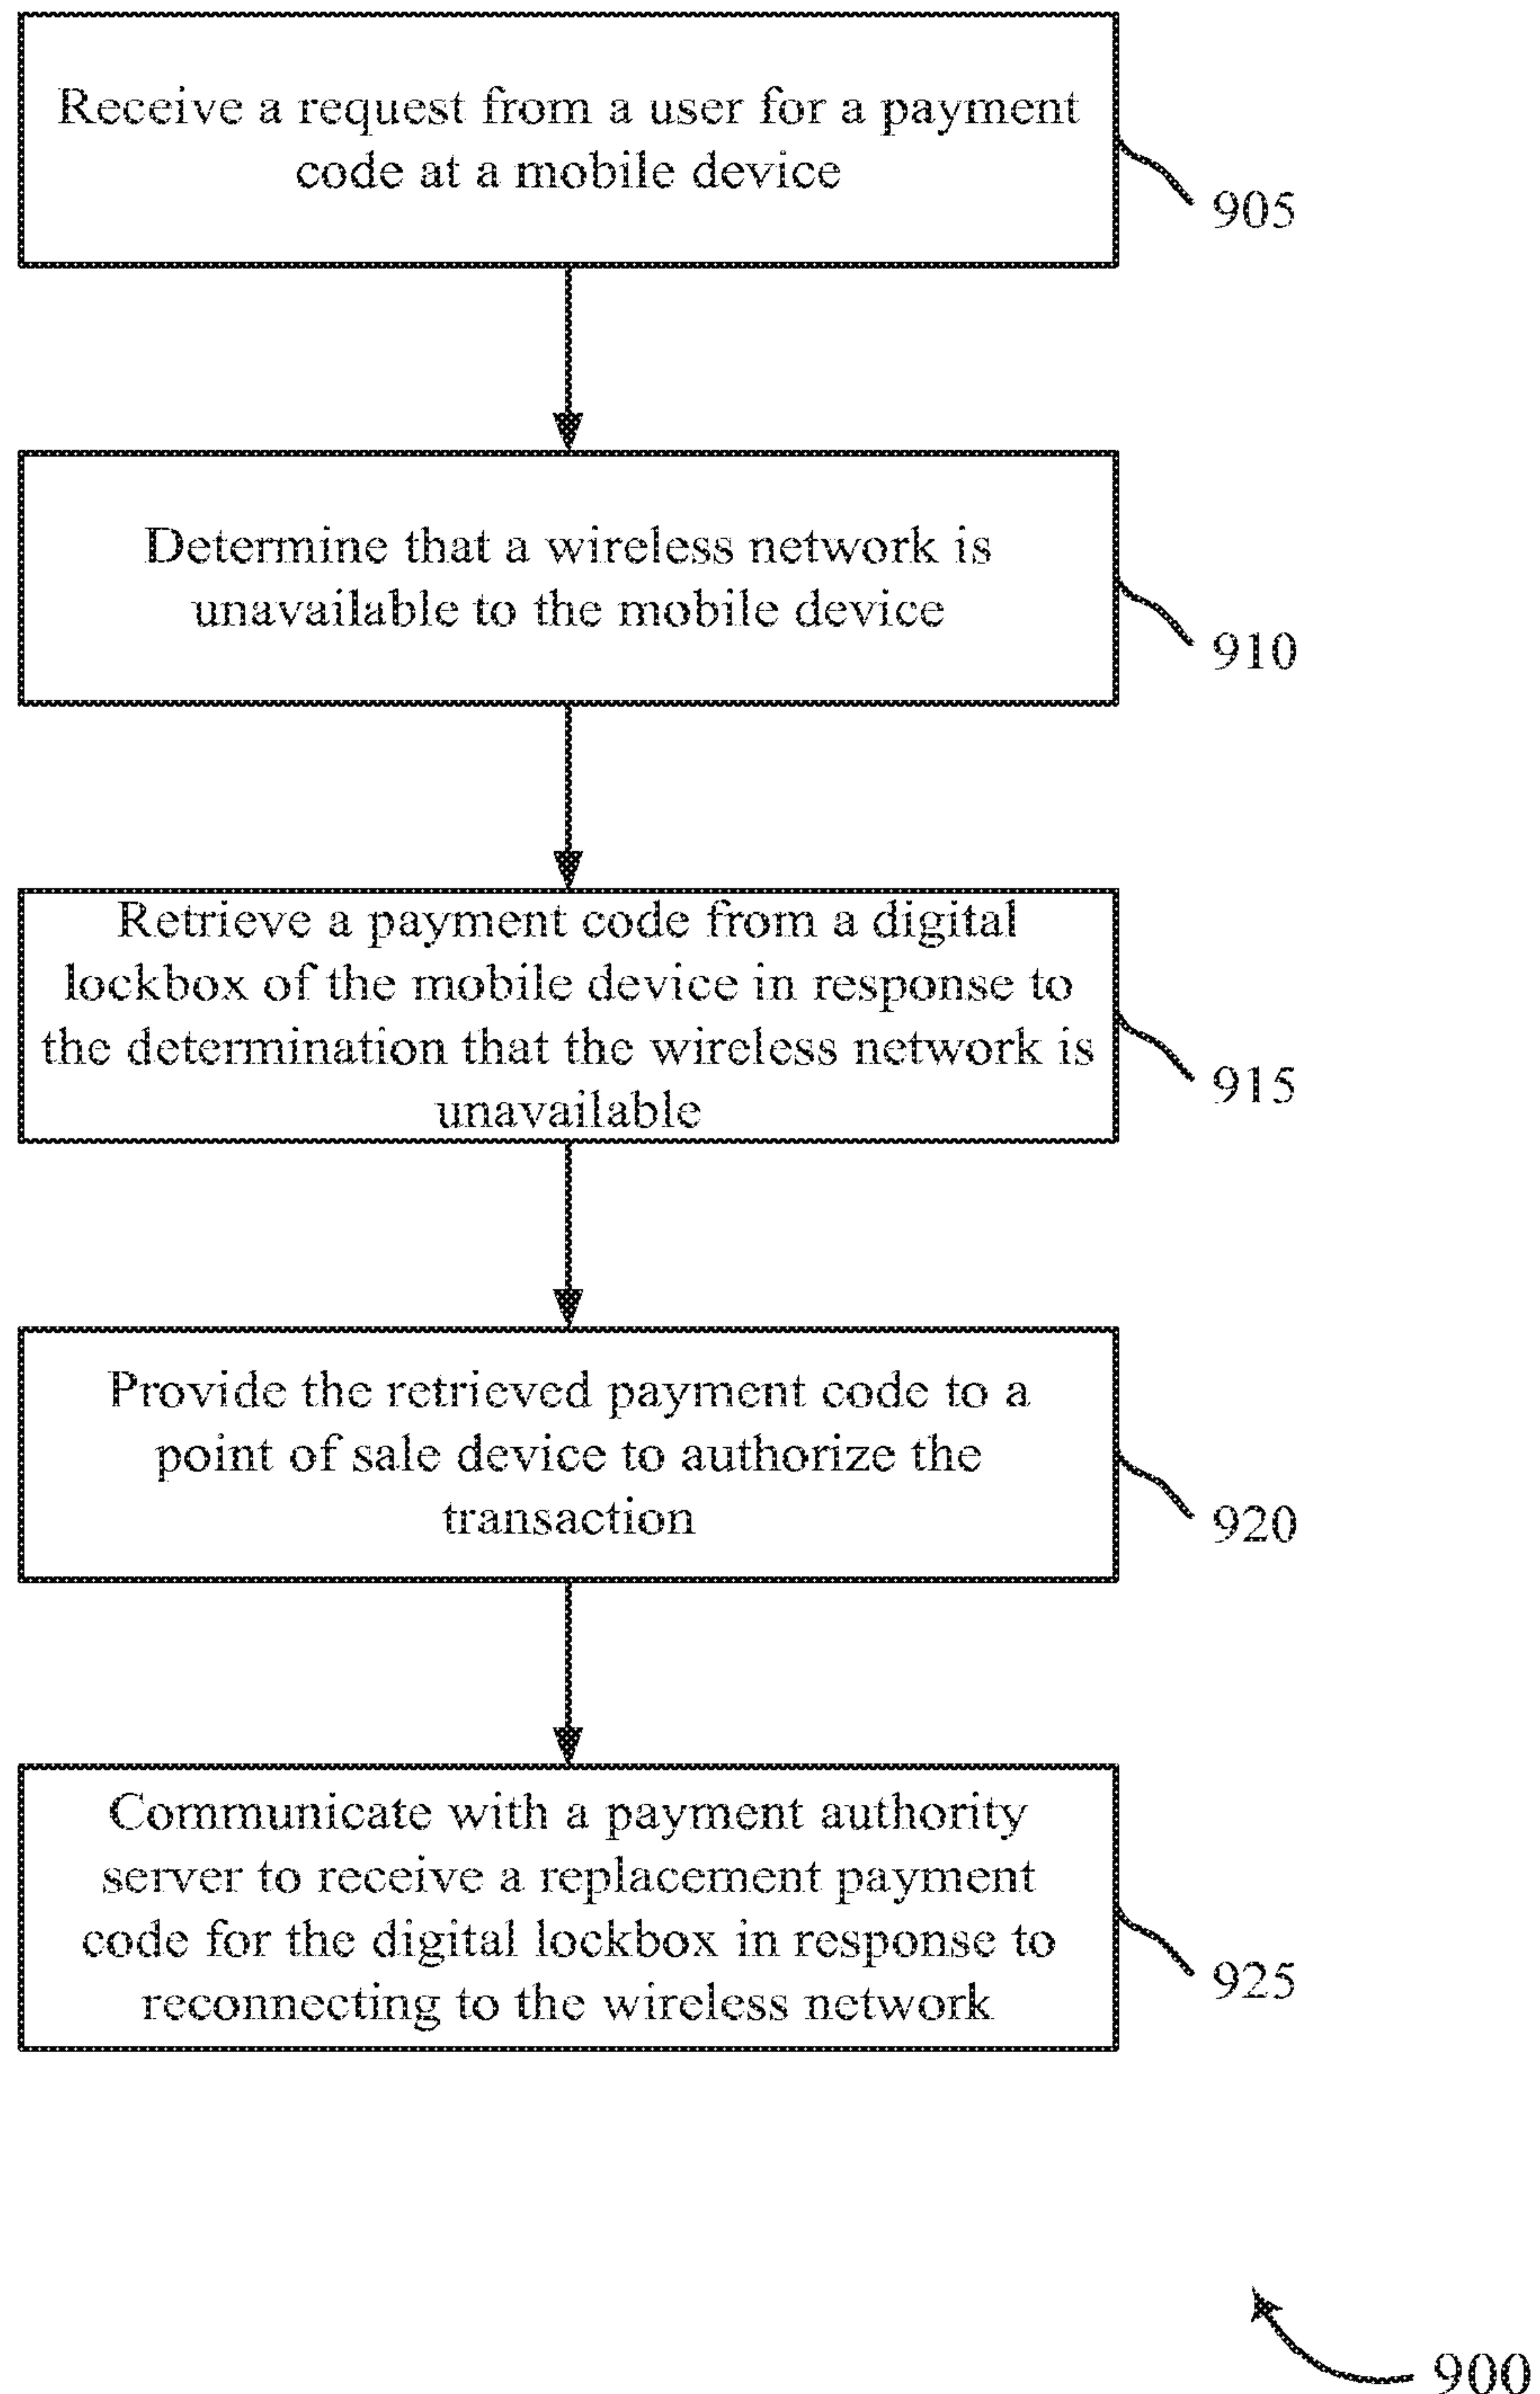 Receive a request from a user for a payment
code at a mobile device
905
Determine that a wireless network is
unavailable to the mobile device
910
Retrieve a payment code from a digital
lockbox of the mobile device in response to
the determination that the wireless network is
unavailable
915
Provide the retrieved payment code to a
point of sale device to authorize the
transaction
920
Communicate with a payment authority
server to receive a replacement payment
code for the digital lockbox in response to
reconnecting to the wireless network
925
900